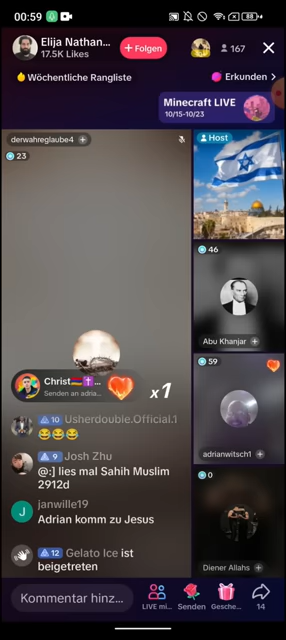 00:59
88
Elija Nathan...
17.5K Likes
+ Folgen
167
Wöchentliche Rangliste
Erkunden >
Minecraft LIVE
10/15-10/23
derwahreglaube4 +
23
Host
46
Abu Khanjar +
Christ🇦🇲✝️...
Senden an adria...
x1
59
adrianwitsch1 +
10 Usherdouble.Official.1
😂😂😂
9 Josh Zhu
@:] lies mal Sahih Muslim
2912d
J janwille19
Adrian komm zu Jesus
12 Gelato Ice ist
beigetreten
0
Diener Allahs +
Kommentar hinz...
LIVE mi...
Senden
Gesche...
14